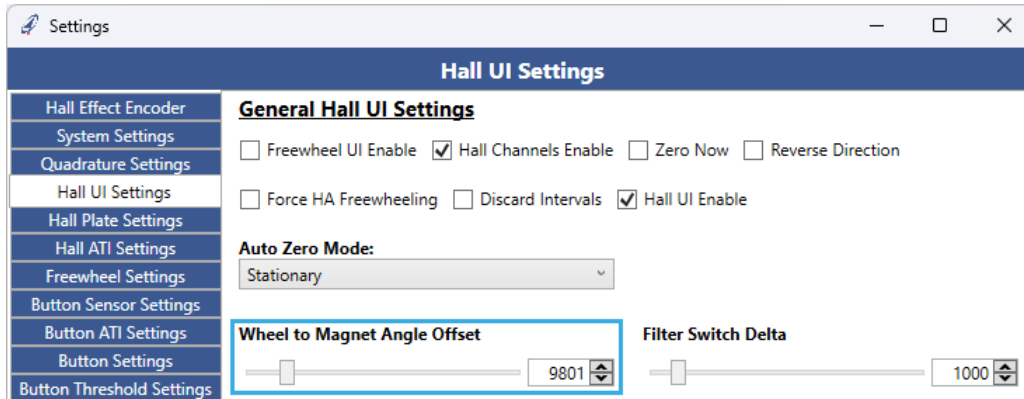 Settings
Hall UI Settings
Hall Effect Encoder
System Settings
Quadrature Settings
Hall UI Settings
Hall Plate Settings
Hall ATI Settings
Freewheel Settings
Button Sensor Settings
Button ATI Settings
Button Settings
Button Threshold Settings
General Hall UI Settings
Freewheel UI Enable Hall Channels Enable Zero Now Reverse Direction
Force HA Freewheeling Discard Intervals Hall UI Enable
Auto Zero Mode:
Stationary
Wheel to Magnet Angle Offset
9801
Filter Switch Delta
1000